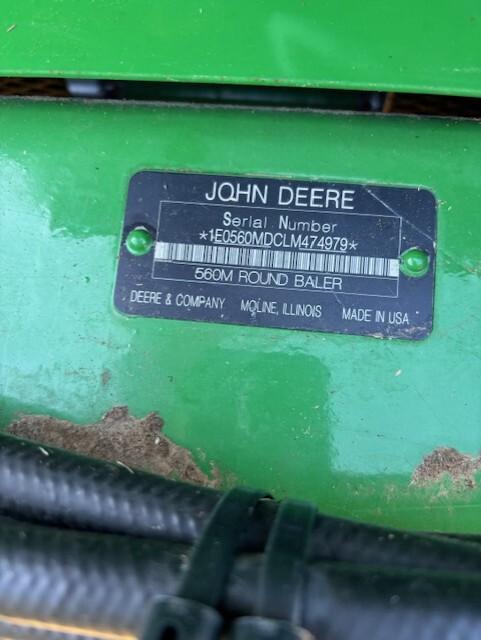 JOHN DEERE
Serial Number
*1E0560MDCLM474979*
560M ROUND BALER
DEERE & COMPANY MOLINE, ILLINOIS MADE IN USA